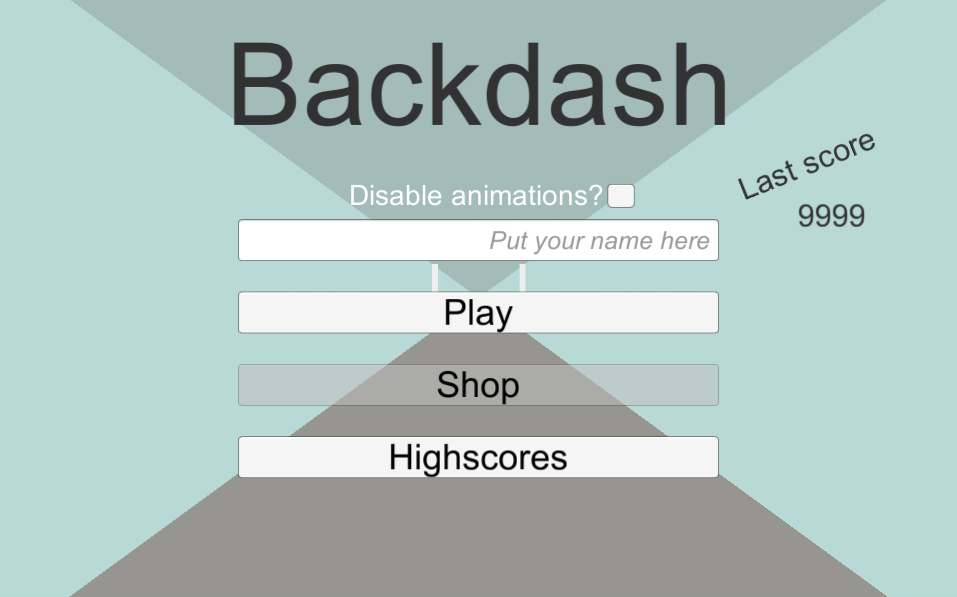 Backdash
Disable animations?
Last score
9999
Put your name here
Play
Shop
Highscores